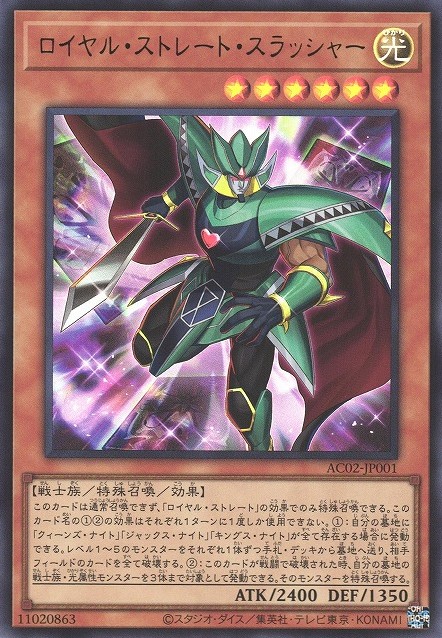 ロイヤル・ストレート・スラッシャー
光
AC02-JP001
【戦士族/特殊召喚/効果】
このカードは通常召喚できず、「ロイヤル・ストレート」の効果でのみ特殊召喚できる。この
カード名の①②の効果はそれぞれ1ターンに1度しか使用できない。①:自分の墓地に
「クィーンズ・ナイト」「ジャックス・ナイト」「キングス・ナイト」が全て存在する場合に発動
できる。レベル1~5のモンスターをそれぞれ1体ずつ手札・デッキから墓地へ送り、相手
フィールドのカードを全て破壊する。②:このカードが戦闘で破壊された時、自分の墓地の
戦士族・光属性モンスターを3体まで対象として発動できる。そのモンスターを特殊召喚する。
ATK/2400 DEF/1350
11020863
©スタジオ・ダイス/集英社・テレビ東京・KONAMI